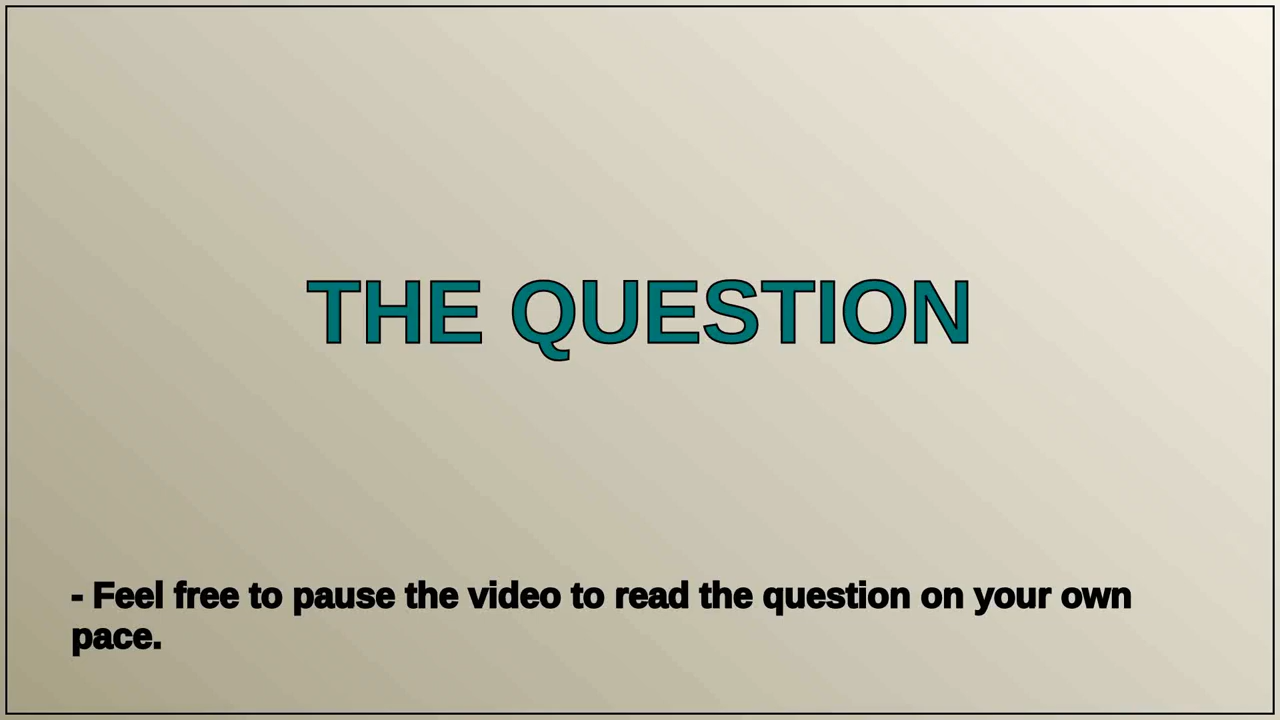 THE QUESTION
- Feel free to pause the video to read the question on your own
pace.